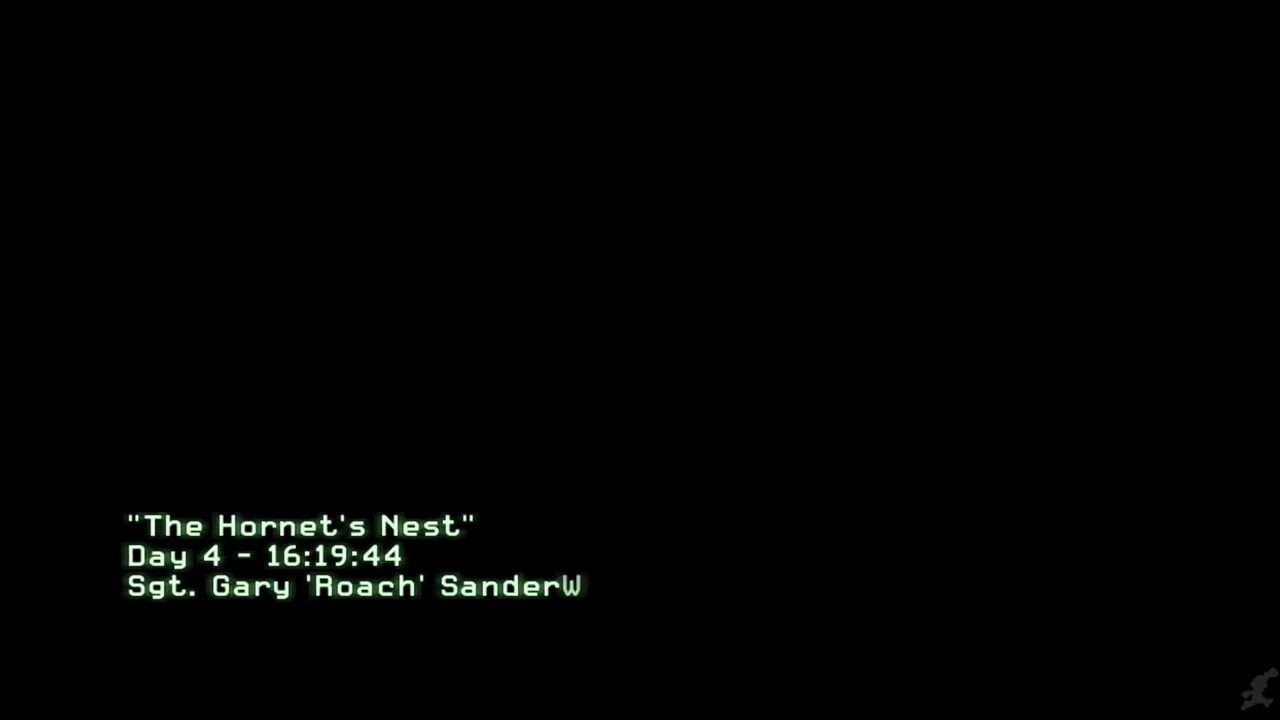 "The Hornet's Nest"
Day 4 - 16:19:44
Sgt. Gary 'Roach' SanderW